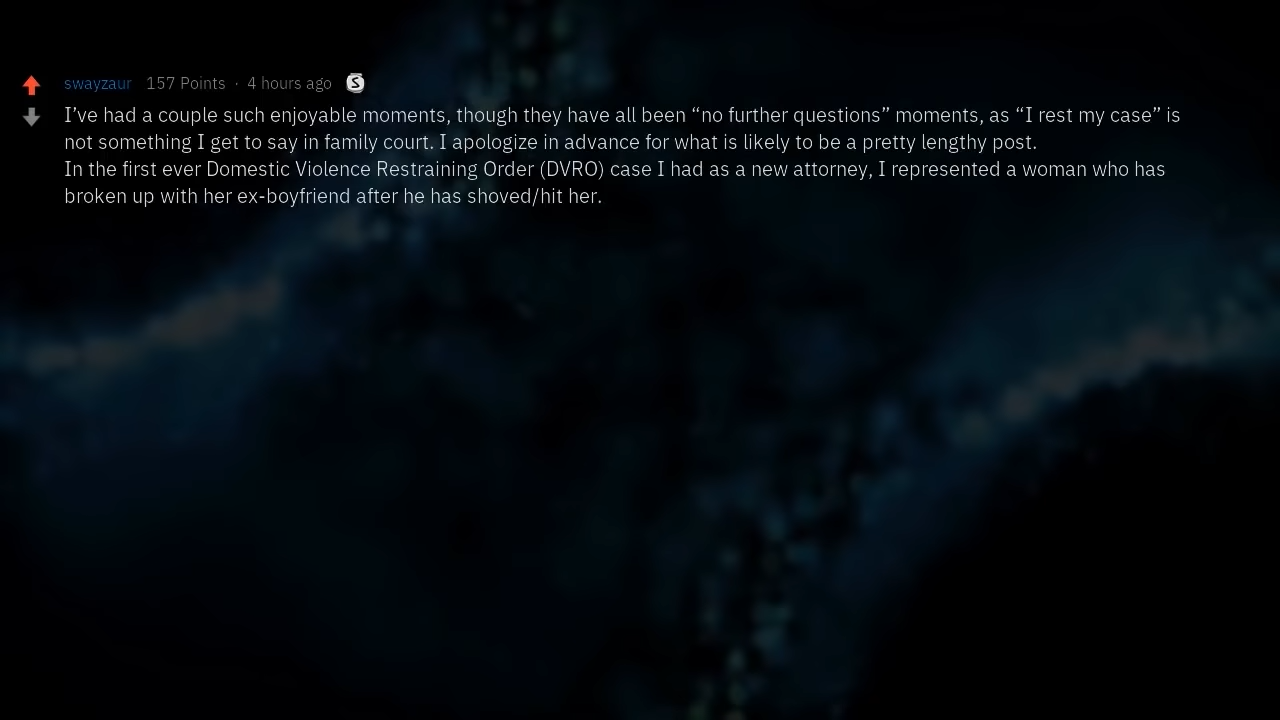 swayzaur 157 Points · 4 hours ago S
I’ve had a couple such enjoyable moments, though they have all been “no further questions” moments, as “I rest my case” is
not something I get to say in family court. I apologize in advance for what is likely to be a pretty lengthy post.
In the first ever Domestic Violence Restraining Order (DVRO) case I had as a new attorney, I represented a woman who has
broken up with her ex-boyfriend after he has shoved/hit her.